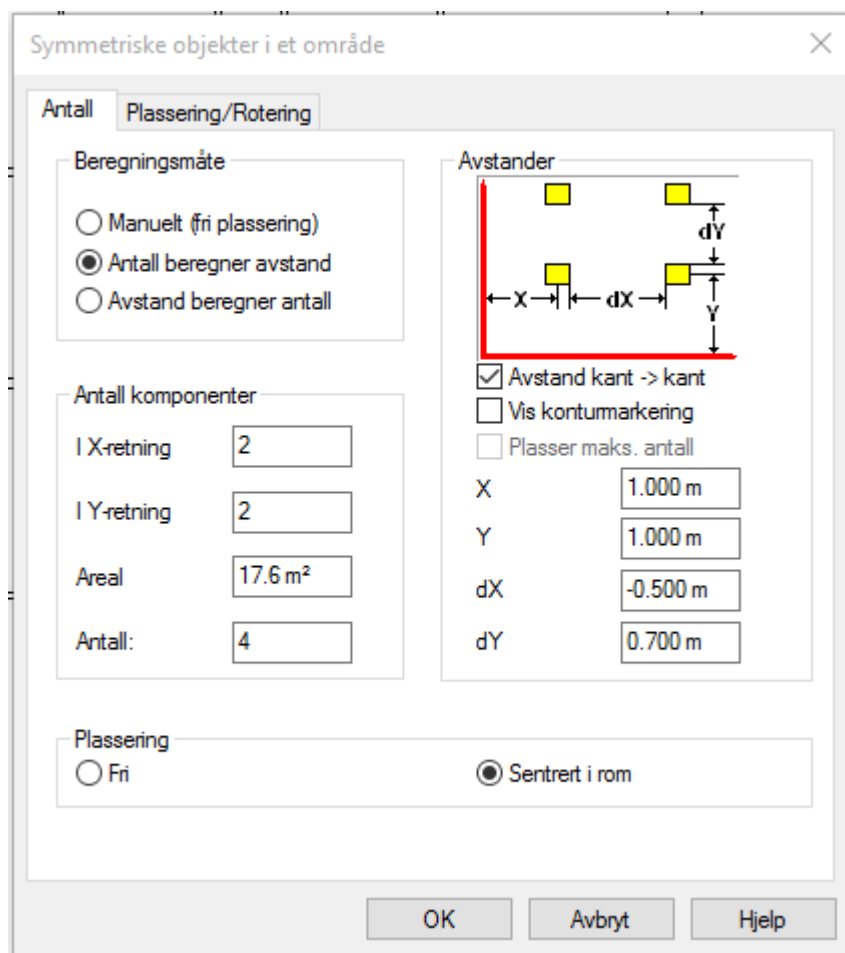 Symmetriske objekter i et område
Antall
Plassering/Rotering
Beregningsmåte
Manuelt (fri plassering)
Antall beregner avstand
Avstand beregner antall
Antall komponenter
I X-retning
2
I Y-retning
2
Areal
17.6 m²
Antall:
4
Avstander
dY
X
dX
Y
Avstand kant -> kant
Vis konturmarkering
Plasser maks. antall
X
1.000 m
Y
1.000 m
dX
-0.500 m
dY
0.700 m
Plassering
Fri
Sentrert i rom
OK
Avbryt
Hjelp